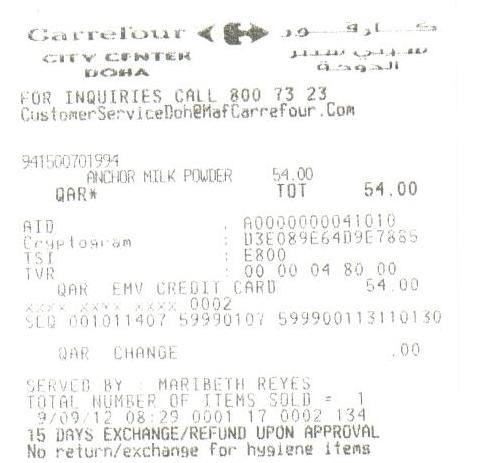 Carrefour كارفور
CITY CENTER سيتي سنتر
DOHA الدوحة
FOR INQUIRIES CALL 800 73 23
CustomerServiceDoh@MafCarrefour.Com
941500701994
ANCHOR MILK POWDER 54.00
QAR* TOT 54.00
AID : A0000000041010
Cryptogram : D3E089E64D9E7885
TSI : E800
TVR : 00 00 04 80 00
QAR EMV CREDIT CARD 54.00
XXXX XXXX XXXX 0002
SEQ 001011407 59990107 599900113110130
QAR CHANGE .00
SERVED BY : MARIBETH REYES
TOTAL NUMBER OF ITEMS SOLD = 1
9/09/12 08:29 0001 17 0002 134
15 DAYS EXCHANGE/REFUND UPON APPROVAL
No return/exchange for hygiene items